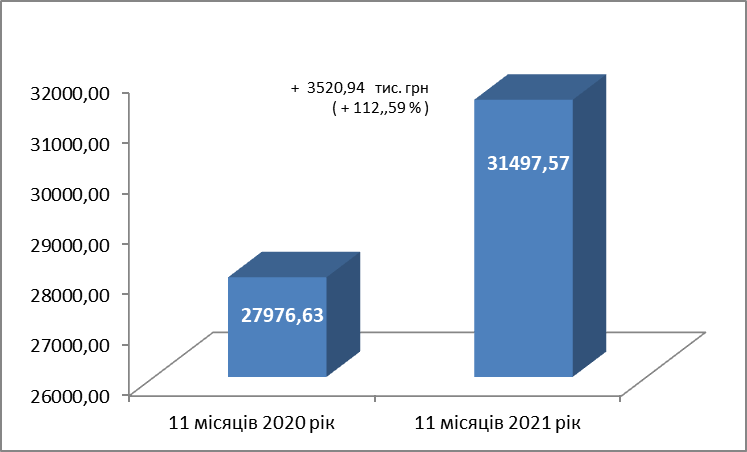 + 3520,94 тис. грн
( + 112,,59 % )
32000,00
31000,00
30000,00
29000,00
28000,00
27000,00
26000,00
31497,57
27976,63
11 місяців 2020 рік
11 місяців 2021 рік